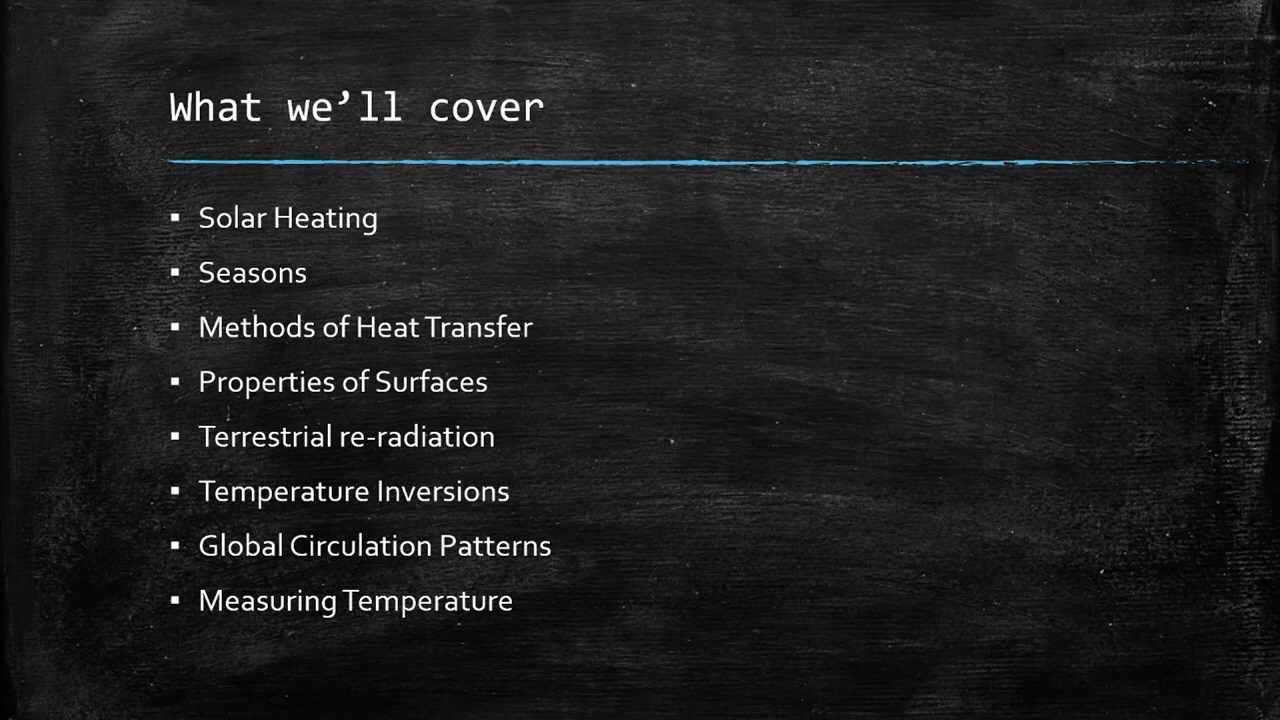 What we’ll cover
▪ Solar Heating
▪ Seasons
▪ Methods of Heat Transfer
▪ Properties of Surfaces
▪ Terrestrial re-radiation
▪ Temperature Inversions
▪ Global Circulation Patterns
▪ Measuring Temperature